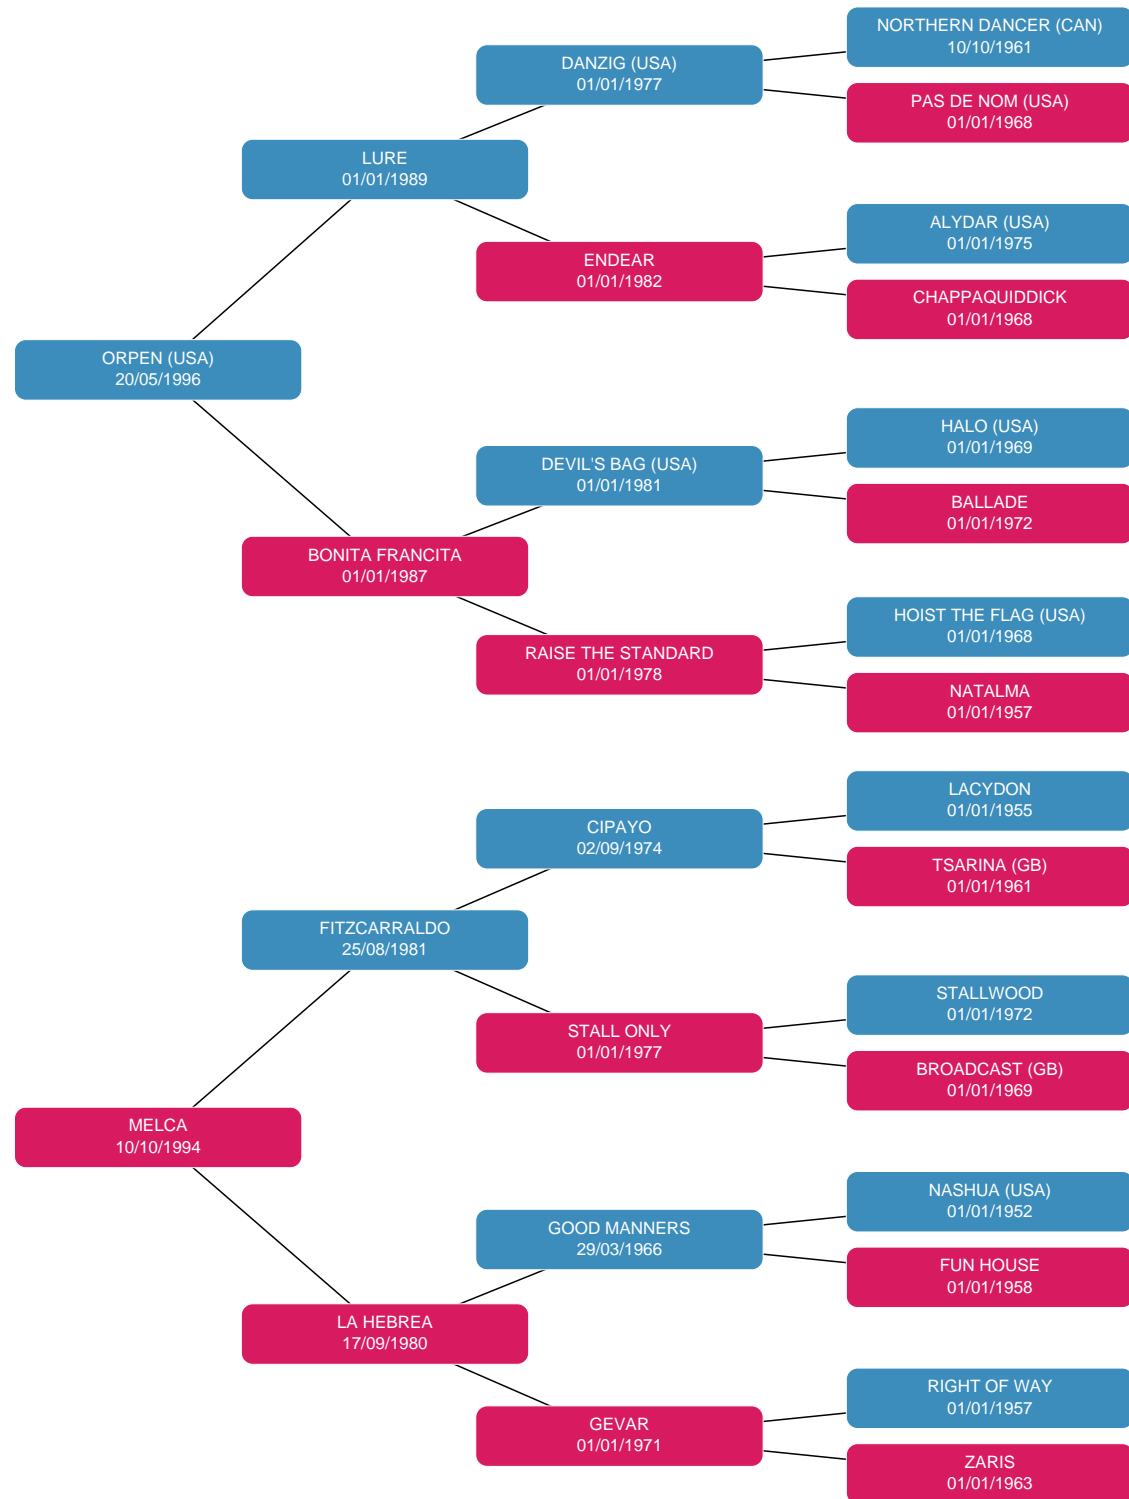 NORTHERN DANCER (CAN)
10/10/1961
DANZIG (USA)
01/01/1977
PAS DE NOM (USA)
01/01/1968
LURE
01/01/1989
ALYDAR (USA)
01/01/1975
ENDEAR
01/01/1982
CHAPPAQUIDDICK
01/01/1968
ORPEN (USA)
20/05/1996
HALO (USA)
01/01/1969
DEVIL'S BAG (USA)
01/01/1981
BALLADE
01/01/1972
BONITA FRANCITA
01/01/1987
HOIST THE FLAG (USA)
01/01/1968
RAISE THE STANDARD
01/01/1978
NATALMA
01/01/1957
LACYDON
01/01/1955
CIPAYO
02/09/1974
TSARINA (GB)
01/01/1961
FITZCARRALDO
25/08/1981
STALLWOOD
01/01/1972
STALL ONLY
01/01/1977
BROADCAST (GB)
01/01/1969
MELCA
10/10/1994
NASHUA (USA)
01/01/1952
GOOD MANNERS
29/03/1966
FUN HOUSE
01/01/1958
LA HEBREA
17/09/1980
RIGHT OF WAY
01/01/1957
GEVAR
01/01/1971
ZARIS
01/01/1963